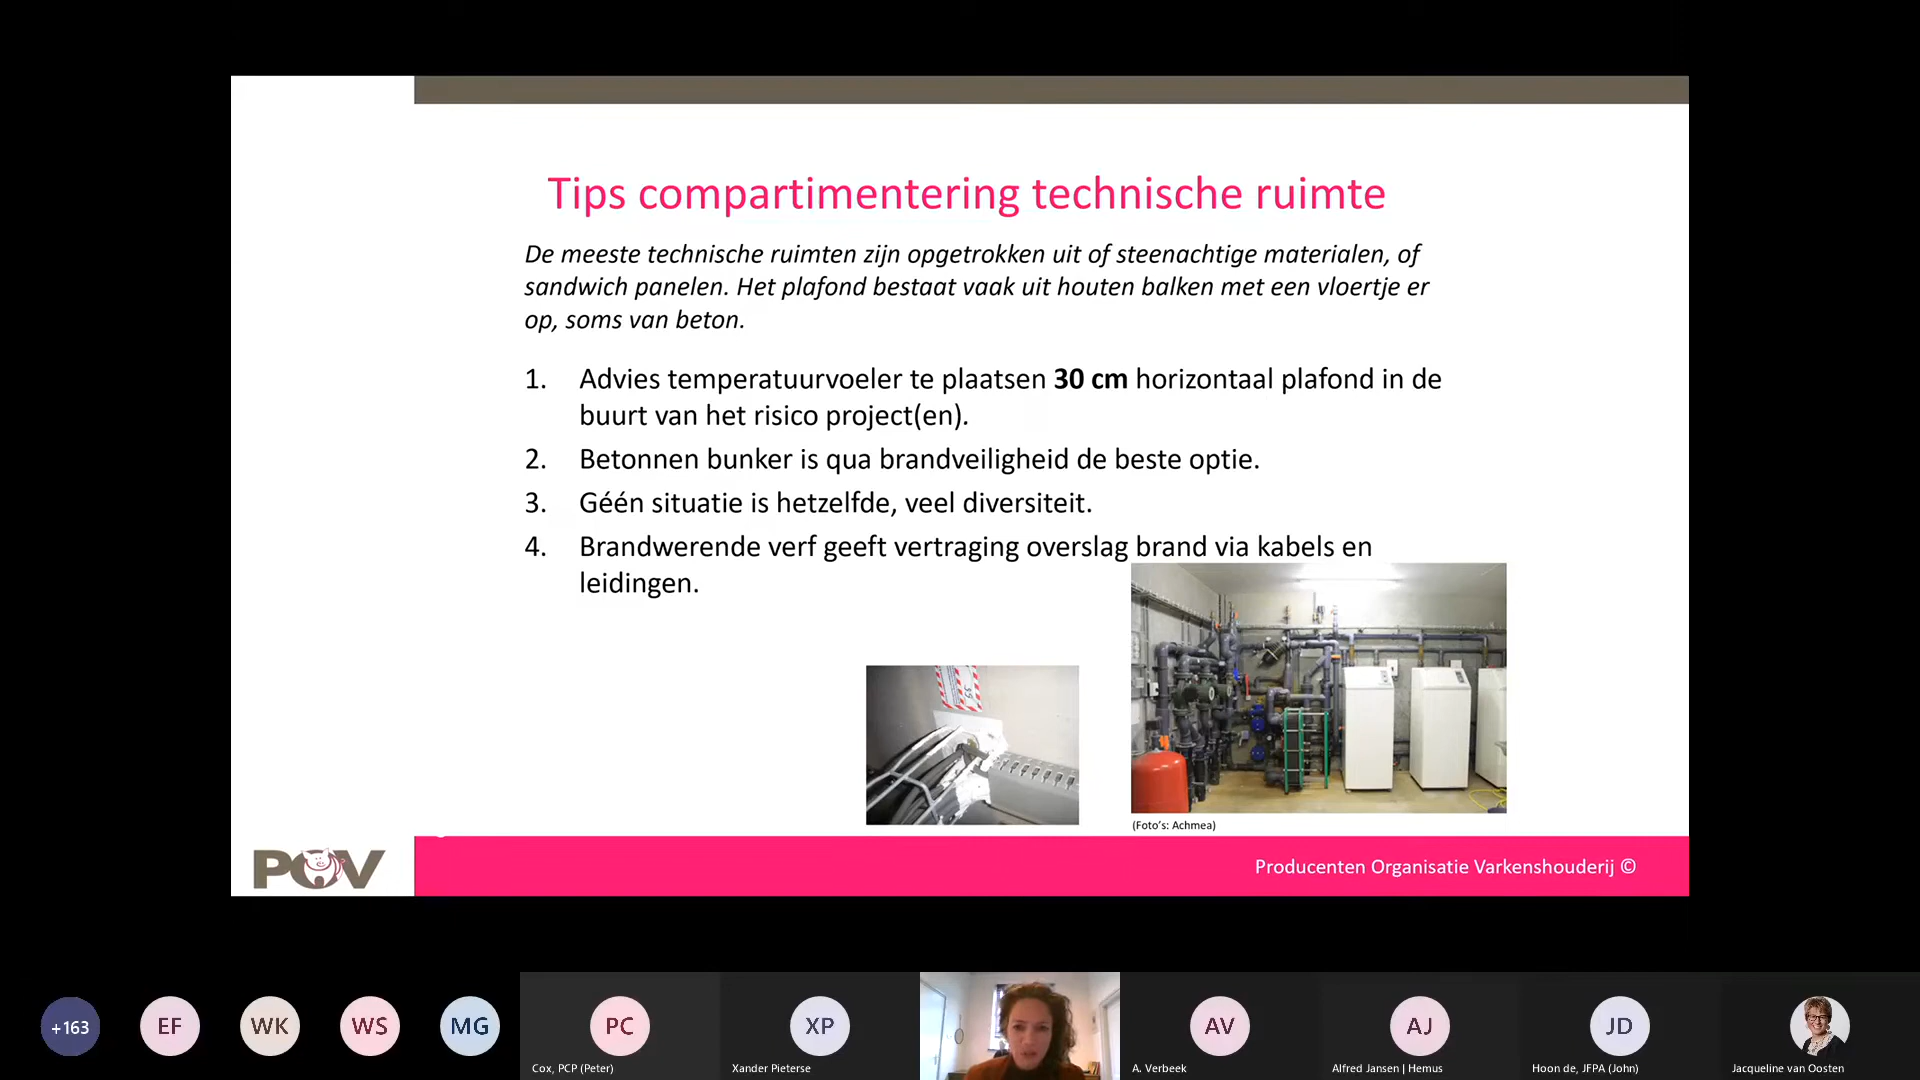 Tips compartimentering technische ruimte
De meeste technische ruimten zijn opgetrokken uit of steenachtige materialen, of
sandwich panelen. Het plafond bestaat vaak uit houten balken met een vloertje er
op, soms van beton.
1. Advies temperatuurvoeler te plaatsen 30 cm horizontaal plafond in de
buurt van het risico project(en).
2. Betonnen bunker is qua brandveiligheid de beste optie.
3. Géén situatie is hetzelfde, veel diversiteit.
4. Brandwerende verf geeft vertraging overslag brand via kabels en
leidingen.
(Foto's: Achmea)
POV
Producenten Organisatie Varkenshouderij ©
+163
EF
WK
WS
MG
PC
XP
AV
AJ
JD
Cox, PCP (Peter)
Xander Pieterse
A. Verbeek
Alfred Jansen | Hemus
Hoon de, JFPA (John)
Jacqueline van Oosten